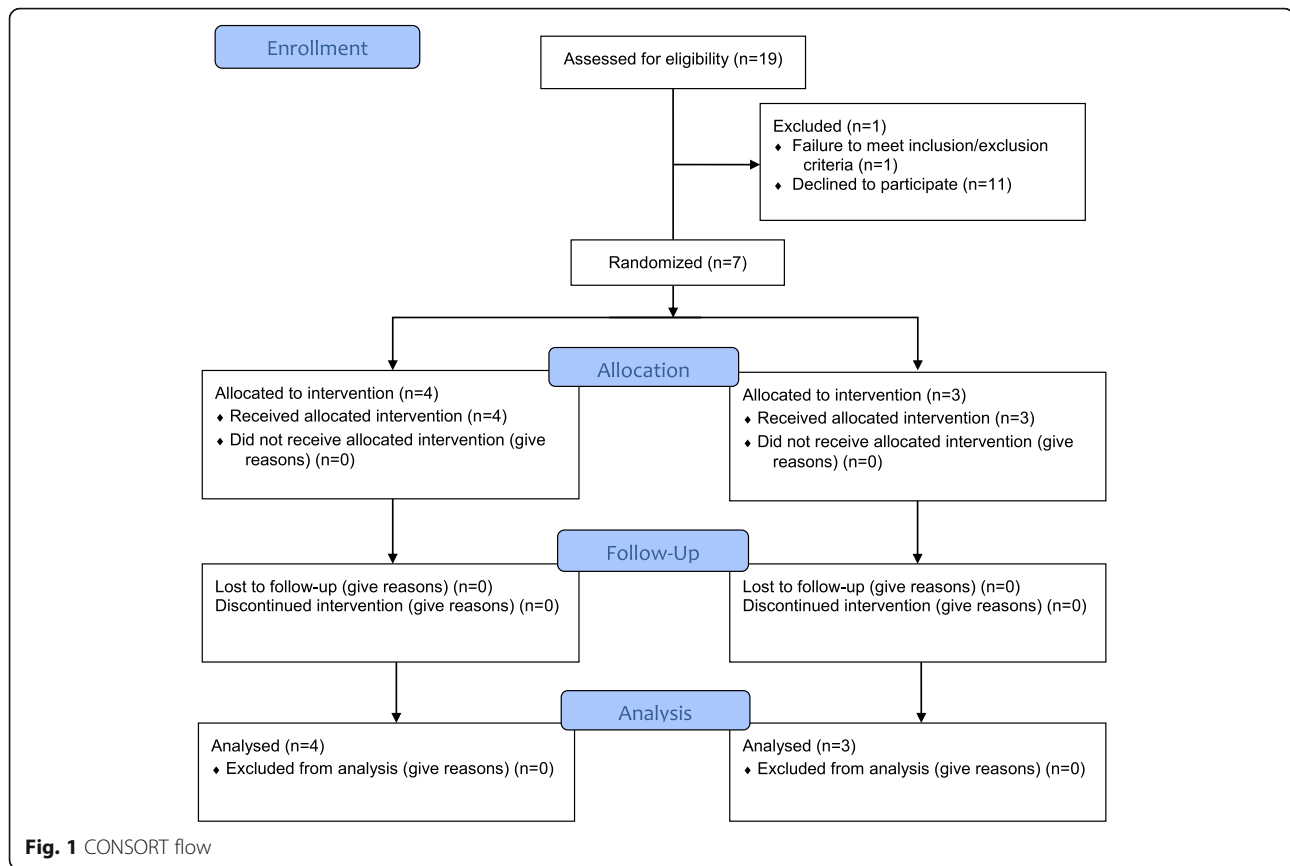 Enrollment
Assessed for eligibility (n=19)
Excluded (n=1)
♦ Failure to meet inclusion/exclusion
criteria (n=1)
♦ Declined to participate (n=11)
Randomized (n=7)
Allocation
Allocated to intervention (n=4)
♦ Received allocated intervention (n=4)
♦ Did not receive allocated intervention (give
reasons) (n=0)
Allocated to intervention (n=3)
♦ Received allocated intervention (n=3)
♦ Did not receive allocated intervention (give
reasons) (n=0)
Follow-Up
Lost to follow-up (give reasons) (n=0)
Discontinued intervention (give reasons) (n=0)
Lost to follow-up (give reasons) (n=0)
Discontinued intervention (give reasons) (n=0)
Analysis
Analysed (n=4)
♦ Excluded from analysis (give reasons) (n=0)
Analysed (n=3)
♦ Excluded from analysis (give reasons) (n=0)
Fig. 1 CONSORT flow